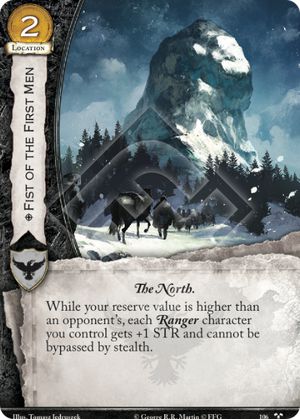 2
LOCATION
FIST OF THE FIRST MEN
The North.
While your reserve value is higher than
an opponent's, each Ranger character
you control gets +1 STR and cannot be
bypassed by stealth.
Illus. Tomasz Jedruszek
© George R.R. Martin © FFG
106